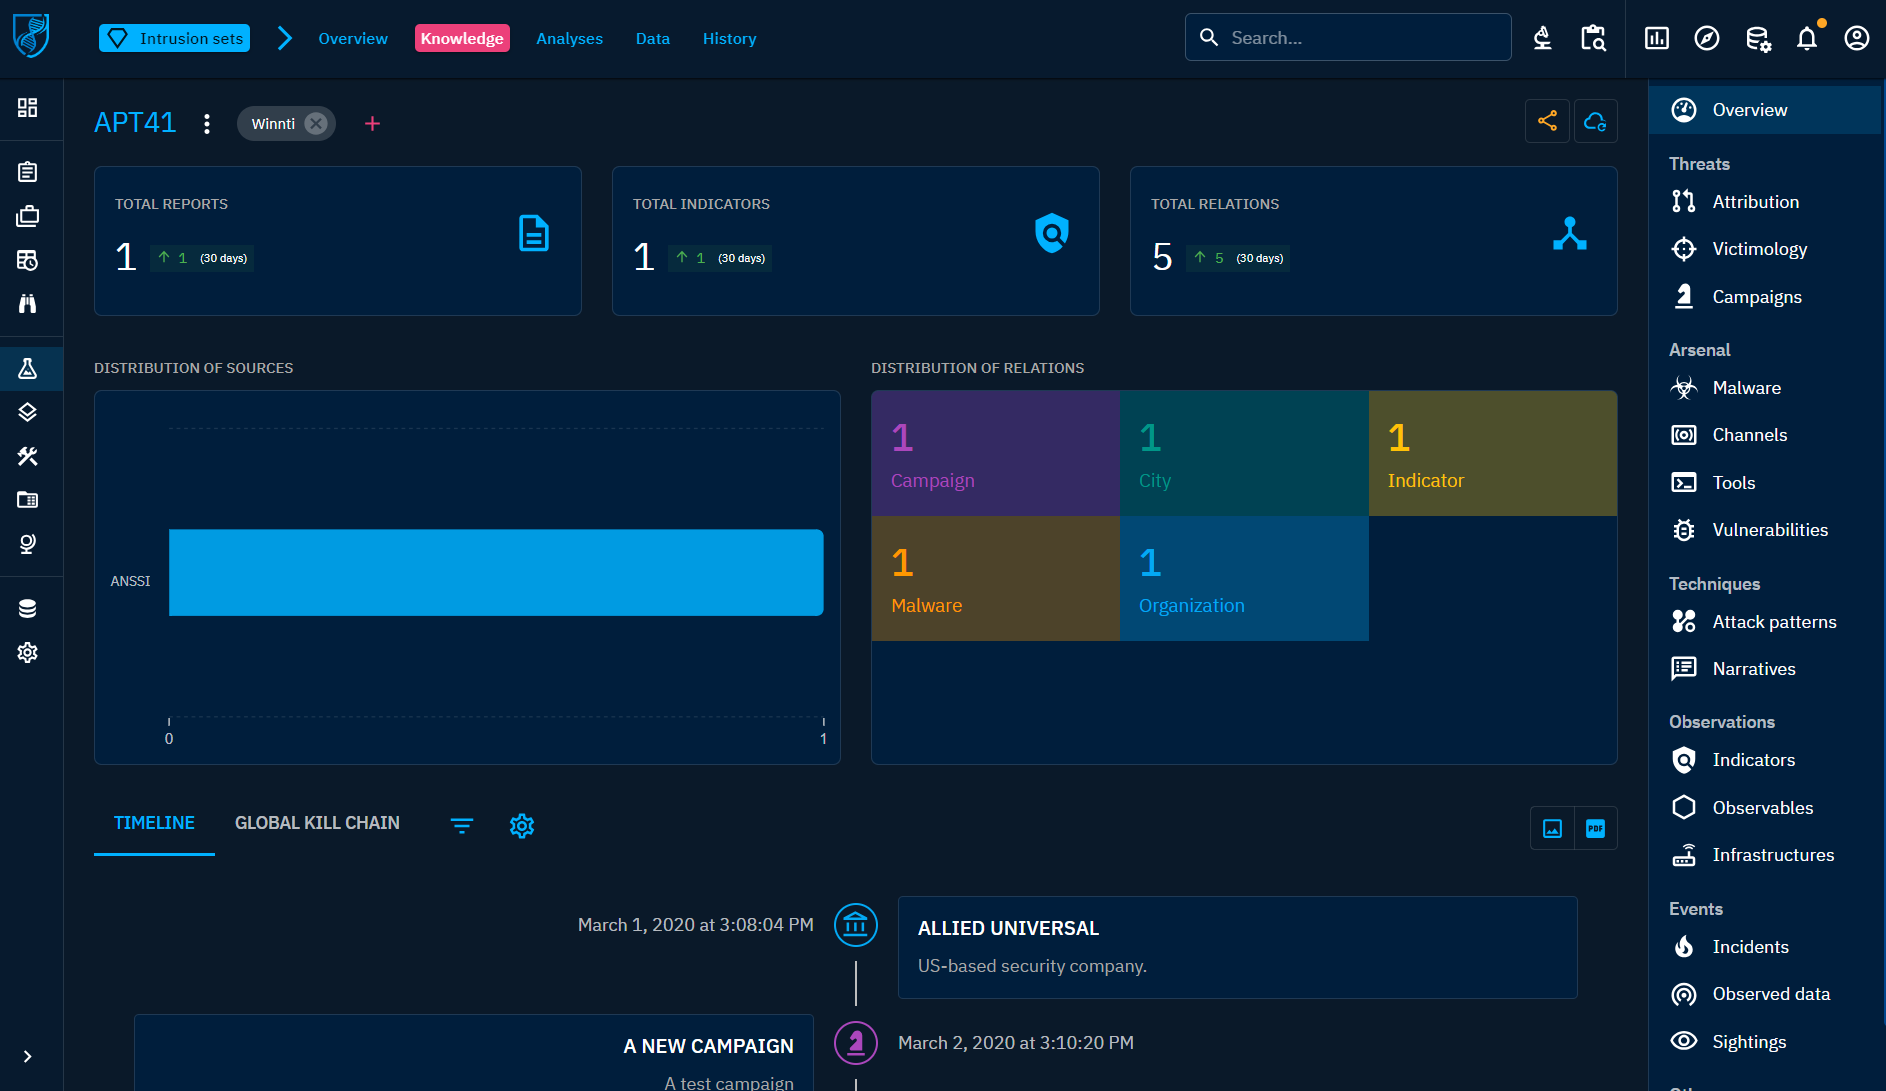 Intrusion sets
Overview
Knowledge
Analyses
Data
History
Search...
APT41
Winnti
TOTAL REPORTS
1
1 (30 days)
TOTAL INDICATORS
1
1 (30 days)
TOTAL RELATIONS
5
5 (30 days)
DISTRIBUTION OF SOURCES
ANSSI
0
1
DISTRIBUTION OF RELATIONS
1
Campaign
1
City
1
Indicator
1
Malware
1
Organization
TIMELINE
GLOBAL KILL CHAIN
PDF
March 1, 2020 at 3:08:04 PM
ALLIED UNIVERSAL
US-based security company.
A NEW CAMPAIGN
A test campaign
March 2, 2020 at 3:10:20 PM
Overview
Threats
Attribution
Victimology
Campaigns
Arsenal
Malware
Channels
Tools
Vulnerabilities
Techniques
Attack patterns
Narratives
Observations
Indicators
Observables
Infrastructures
Events
Incidents
Observed data
Sightings